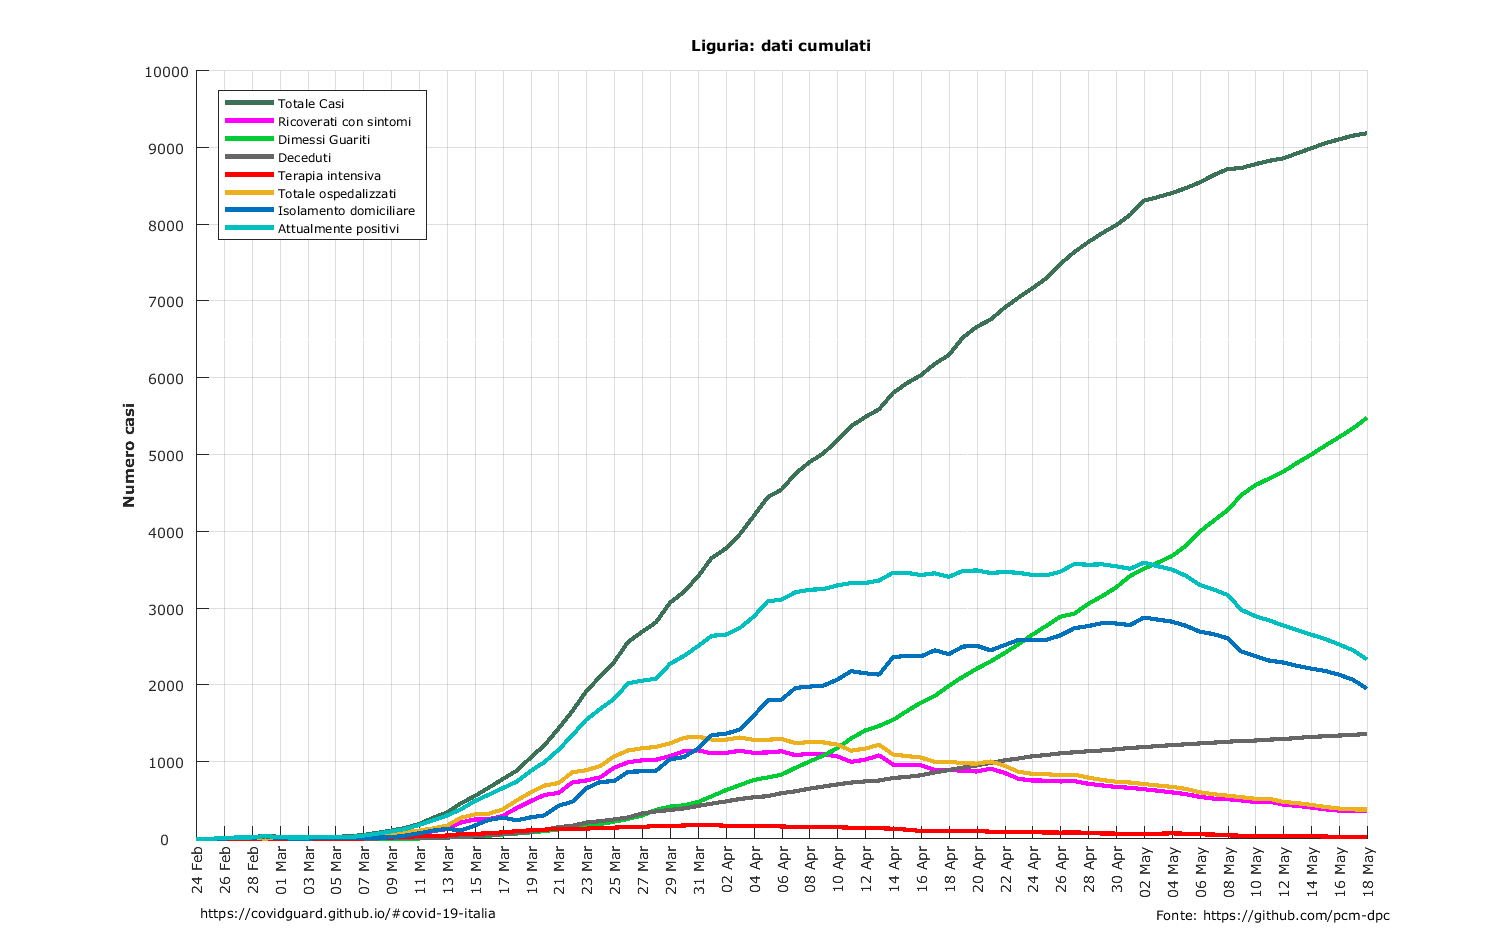 Liguria: dati cumulati
10000
9000
8000
7000
6000
5000
4000
3000
2000
1000
0
Numero casi
Totale Casi
Ricoverati con sintomi
Dimessi Guariti
Deceduti
Terapia intensiva
Totale ospedalizzati
Isolamento domiciliare
Attualmente positivi
24 Feb
26 Feb
28 Feb
01 Mar
03 Mar
05 Mar
07 Mar
09 Mar
11 Mar
13 Mar
15 Mar
17 Mar
19 Mar
21 Mar
23 Mar
25 Mar
27 Mar
29 Mar
31 Mar
02 Apr
04 Apr
06 Apr
08 Apr
10 Apr
12 Apr
14 Apr
16 Apr
18 Apr
20 Apr
22 Apr
24 Apr
26 Apr
28 Apr
30 Apr
02 May
04 May
06 May
08 May
10 May
12 May
14 May
16 May
18 May
https://covidguard.github.io/#covid-19-italia
Fonte: https://github.com/pcm-dpc